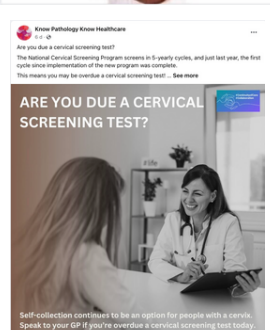 Know Pathology Know Healthcare
6 d ·
Are you due a cervical screening test?
The National Cervical Screening Program screens in 5-yearly cycles, and just last year, the first
cycle since implementation of the new program was complete.
This means you may be overdue a cervical screening test! ... See more
ARE YOU DUE A CERVICAL
SCREENING TEST?
Self-collection continues to be an option for people with a cervix.
Speak to your GP if you're overdue a cervical screening test today.